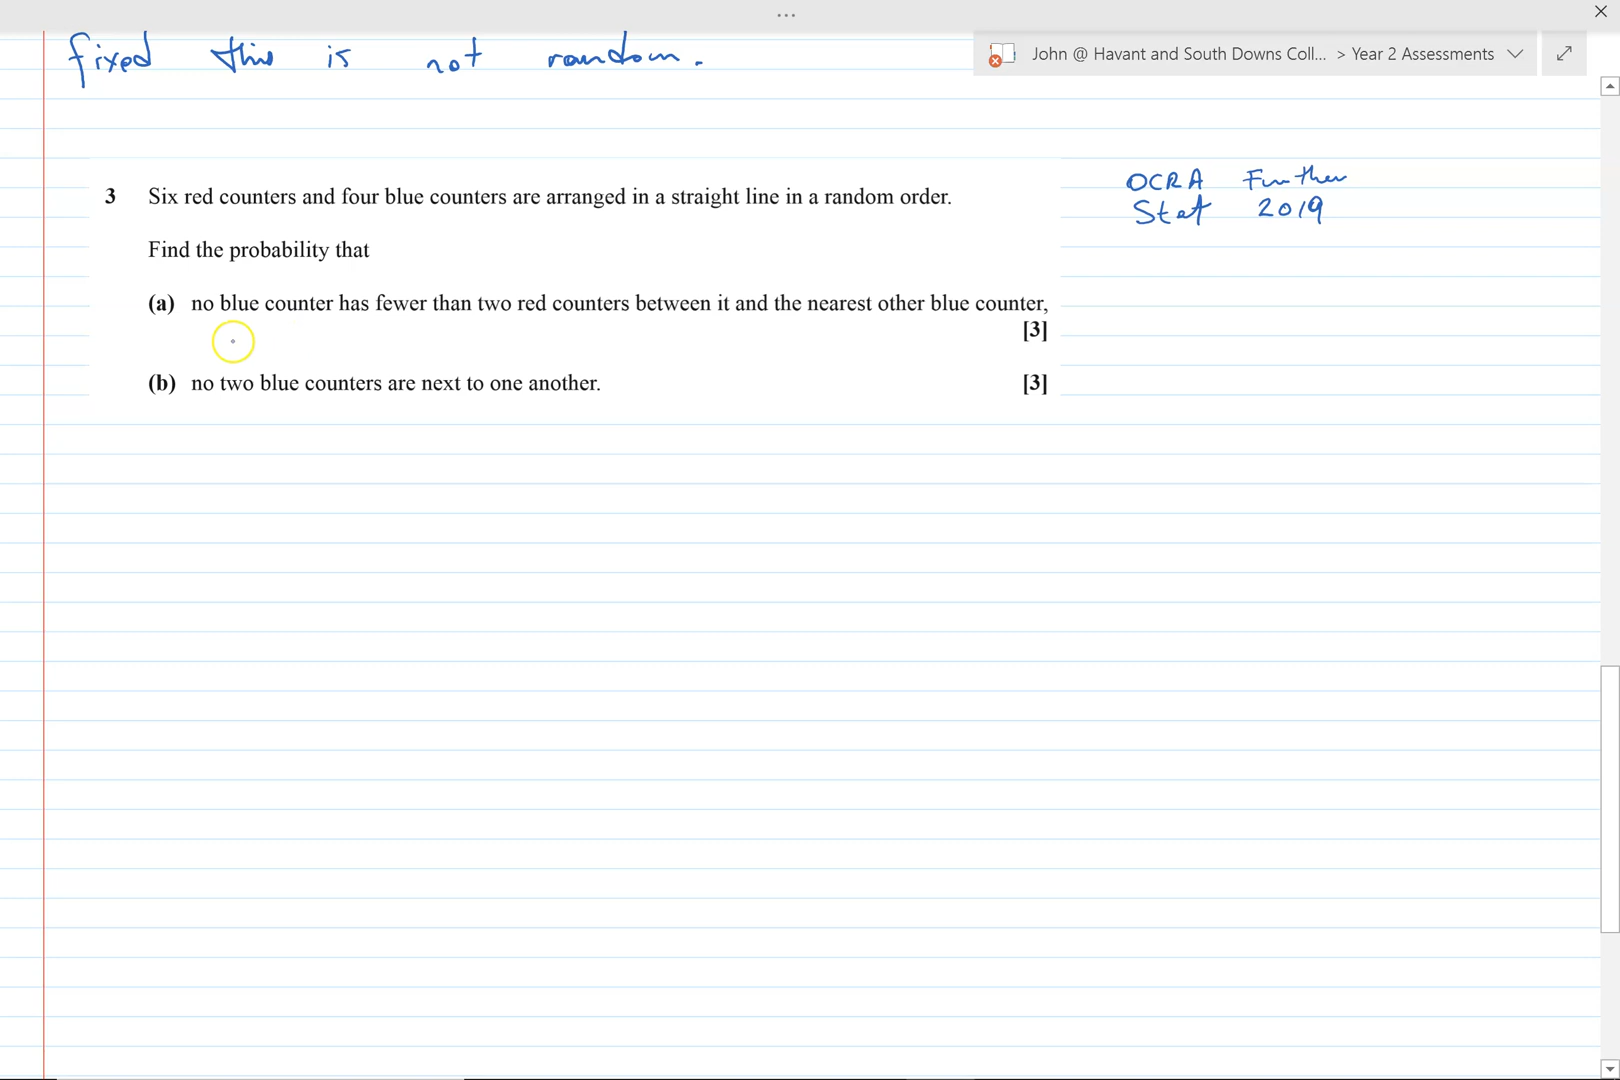 fixed this is not random.
John @ Havant and South Downs Coll... > Year 2 Assessments
OCRA Further
Stat 2019
3 Six red counters and four blue counters are arranged in a straight line in a random order.
Find the probability that
(a) no blue counter has fewer than two red counters between it and the nearest other blue counter,
[3]
(b) no two blue counters are next to one another. [3]